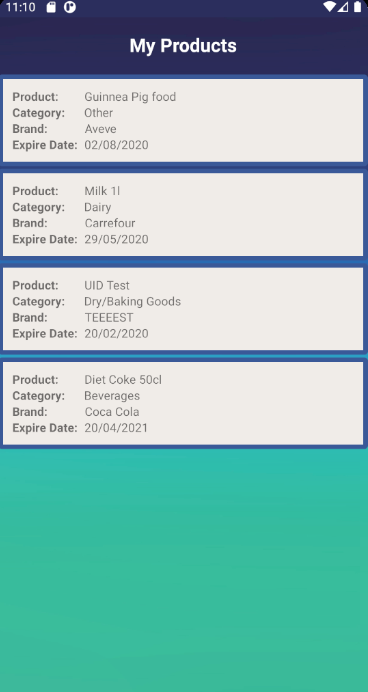 11:10
My Products
Product: Guinnea Pig food
Category: Other
Brand: Aveve
Expire Date: 02/08/2020
Product: Milk 1l
Category: Dairy
Brand: Carrefour
Expire Date: 29/05/2020
Product: UID Test
Category: Dry/Baking Goods
Brand: TEEEEST
Expire Date: 20/02/2020
Product: Diet Coke 50cl
Category: Beverages
Brand: Coca Cola
Expire Date: 20/04/2021